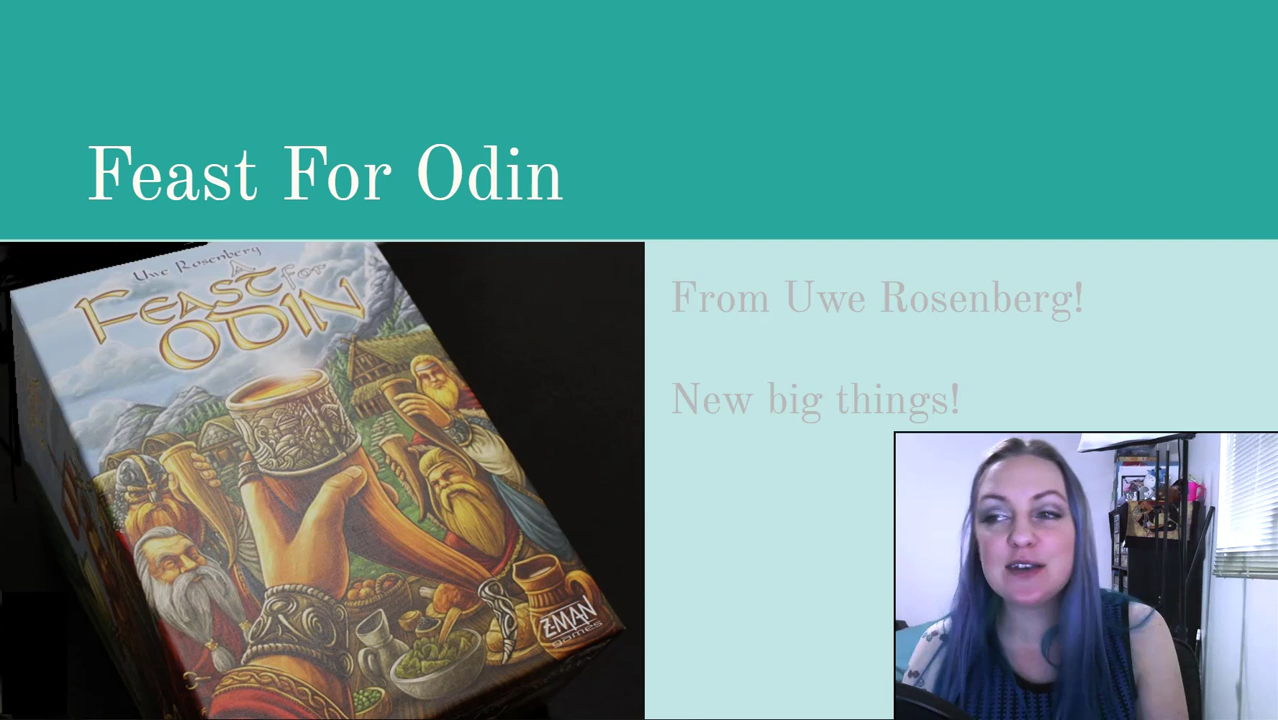 Feast For Odin
Uwe Rosenberg
A
FEAST for
ODIN
Z-MAN
games
From Uwe Rosenberg!
New big things!